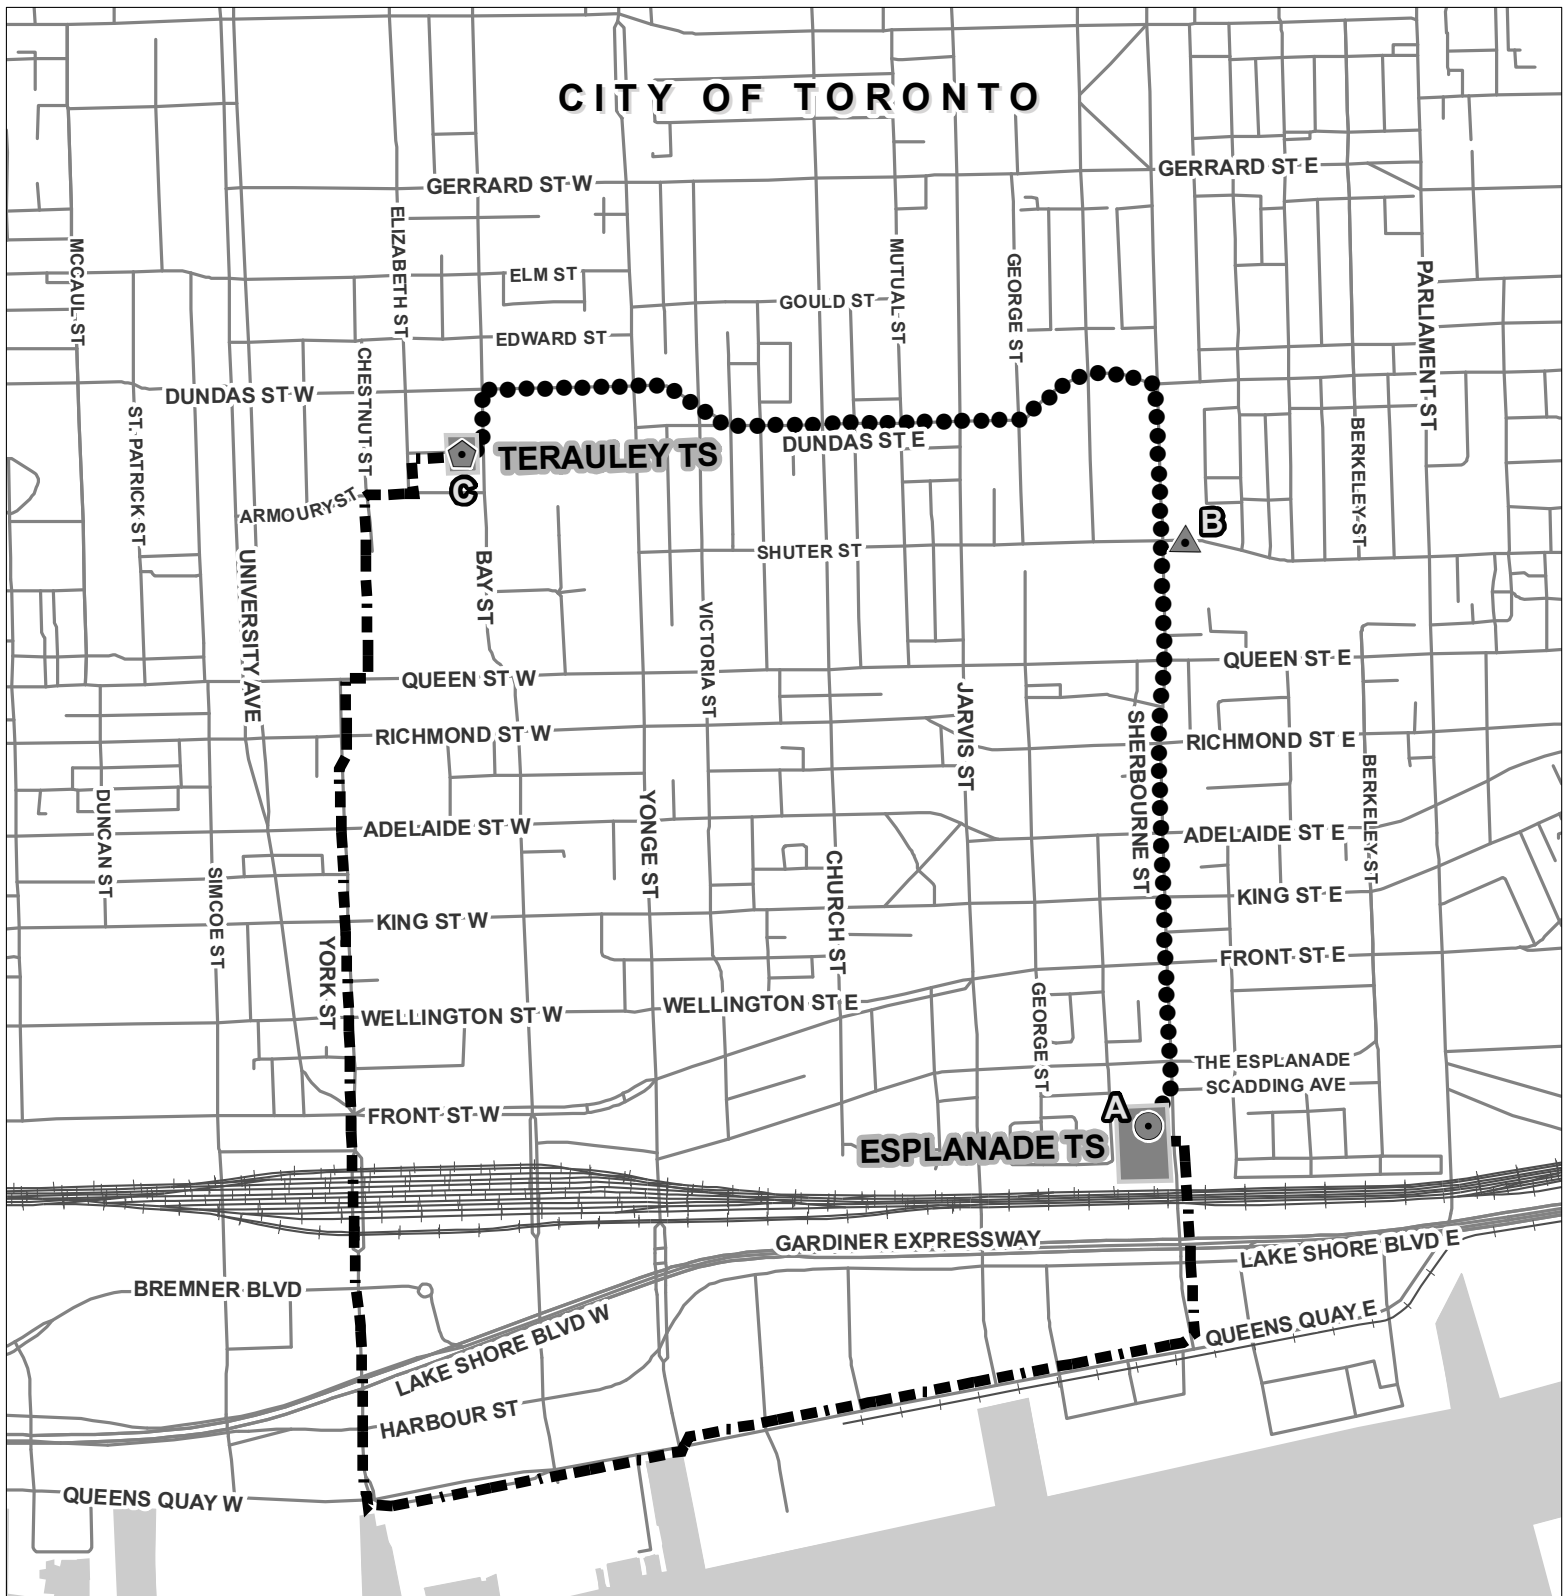 CITY OF TORONTO
GERRARD ST W
GERRARD ST E
ELIZABETH ST
MCCAUL ST
MUTUAL ST
GEORGE ST
PARLIAMENT ST
ELM ST
GOULD ST
EDWARD ST
CHESTNUT ST
DUNDAS ST W
ST. PATRICK ST
BERKELEY ST
DUNDAS ST E
TERAULEY TS
C
ARMOURY ST
B
UNIVERSITY AVE
BAY ST
SHUTER ST
VICTORIA ST
QUEEN ST W
QUEEN ST E
JARVIS ST
SHERBOURNE ST
RICHMOND ST W
RICHMOND ST E
BERKELEY ST
DUNCAN ST
YONGE ST
ADELAIDE ST W
ADELAIDE ST E
CHURCH ST
SIMCOE ST
KING ST W
KING ST E
YORK ST
FRONT ST E
GEORGE ST
WELLINGTON ST W
WELLINGTON ST E
THE ESPLANADE
SCADDING AVE
FRONT ST W
A
ESPLANADE TS
GARDINER EXPRESSWAY
LAKE SHORE BLVD E
BREMNER BLVD
QUEENS QUAY E
LAKE SHORE BLVD W
HARBOUR ST
QUEENS QUAY W